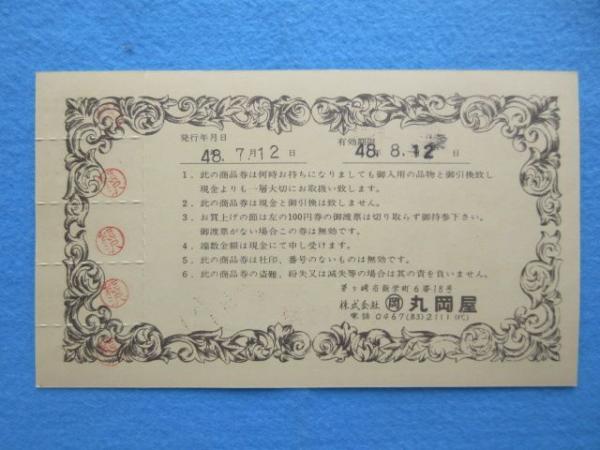 発行年月日
有効期限
48. 7月12日
48. 8. 12
1．此の商品券は何時お持ちになりましても御入用の品物と御引換致し
現金よりも一層大切にお取扱い致します。
2．此の商品券は現金と御引換は致しません。
3．お買上げの節は左の100円券の御渡票は切り取らず御持参下さい。
御渡票がない場合この券は無効です。
4．端数金額は現金にて申し受けます。
5．此の商品券は社印、番号のないものは無効です。
6．此の商品券の盗難、紛失又は滅失等の場合は其の責を負いません。
茅ヶ崎市新栄町6番18号
株式会社 岡 丸岡屋
電話 0467(83)2111(代)